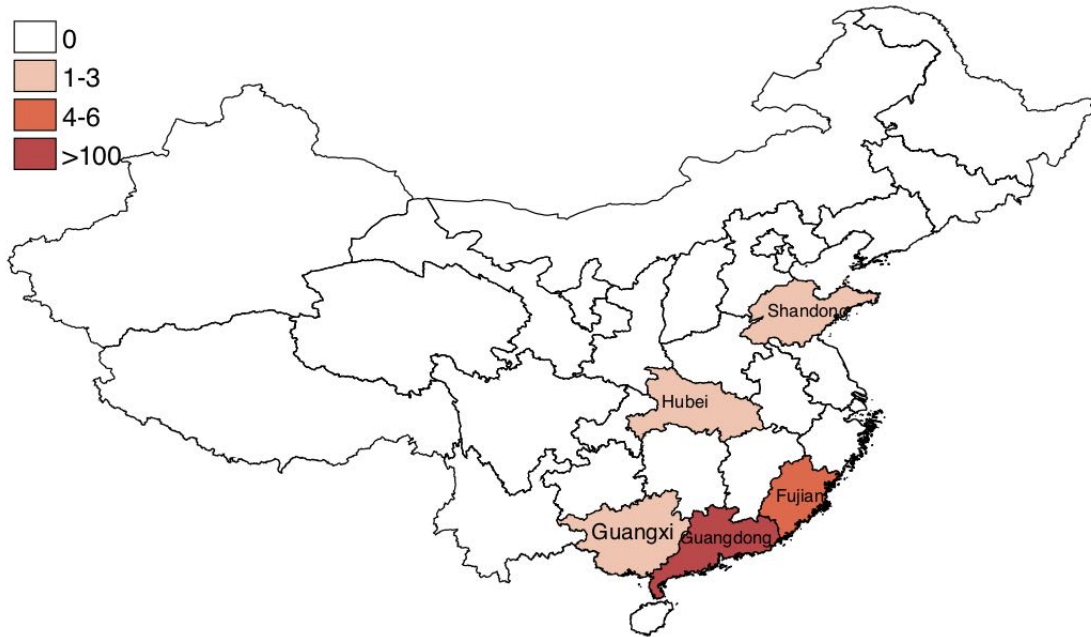 0
1-3
4-6
>100
Shandong
Hubei
Fujian
Guangxi
Guangdong